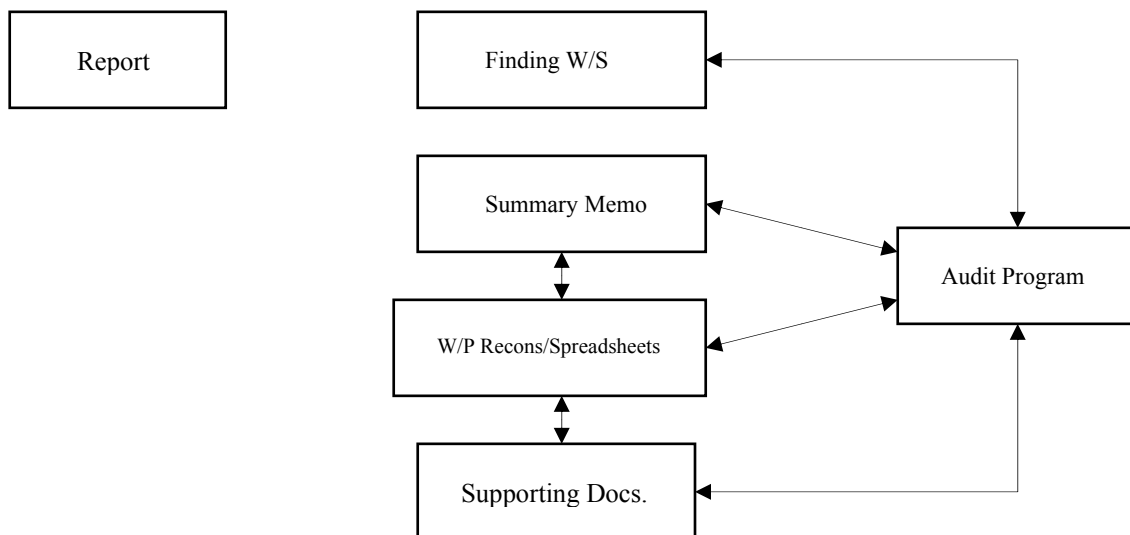 Report
Finding W/S
Summary Memo
Audit Program
W/P Recons/Spreadsheets
Supporting Docs.